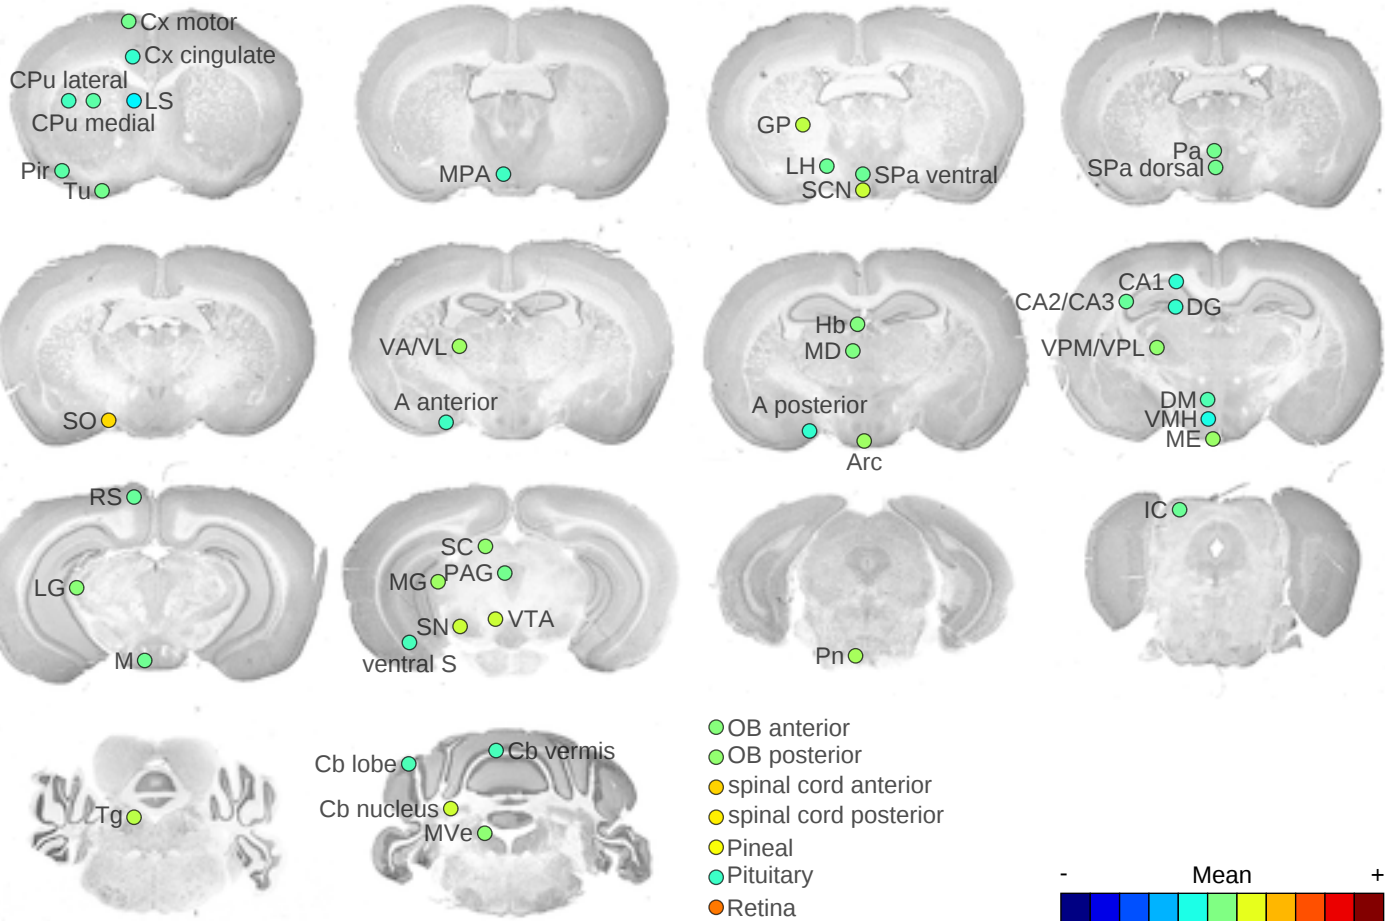 Cx motor
Cx cingulate
CPu lateral
LS
CPu medial
Pir
Tu
MPA
GP
LH
SPa ventral
SCN
Pa
SPa dorsal
SO
VA/VL
A anterior
Hb
MD
A posterior
Arc
CA1
CA2/CA3
DG
VPM/VPL
DM
VMH
ME
RS
LG
M
SC
MG
PAG
SN
VTA
ventral S
Pn
IC
Tg
Cb lobe
Cb vermis
Cb nucleus
MVe
OB anterior
OB posterior
spinal cord anterior
spinal cord posterior
Pineal
Pituitary
Retina
- Mean +